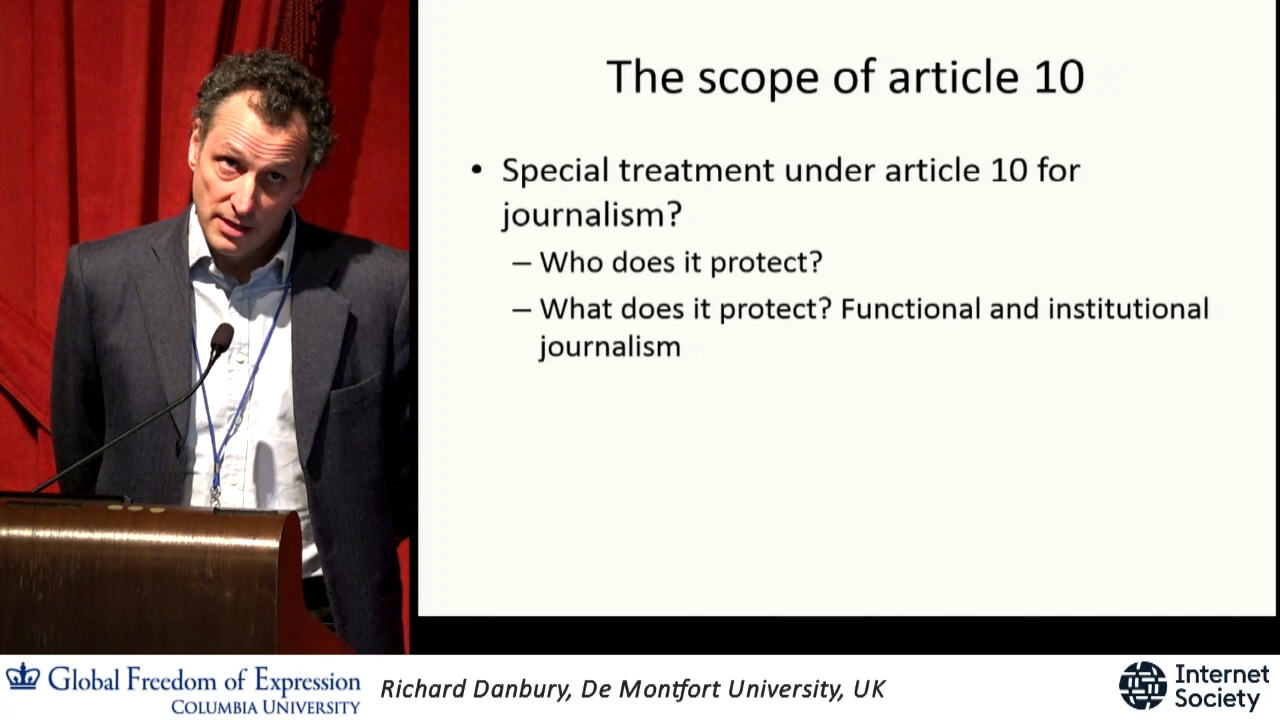 The scope of article 10
• Special treatment under article 10 for
journalism?
– Who does it protect?
– What does it protect? Functional and institutional
journalism
Global Freedom of Expression
COLUMBIA UNIVERSITY
Richard Danbury, De Montfort University, UK
Internet
Society